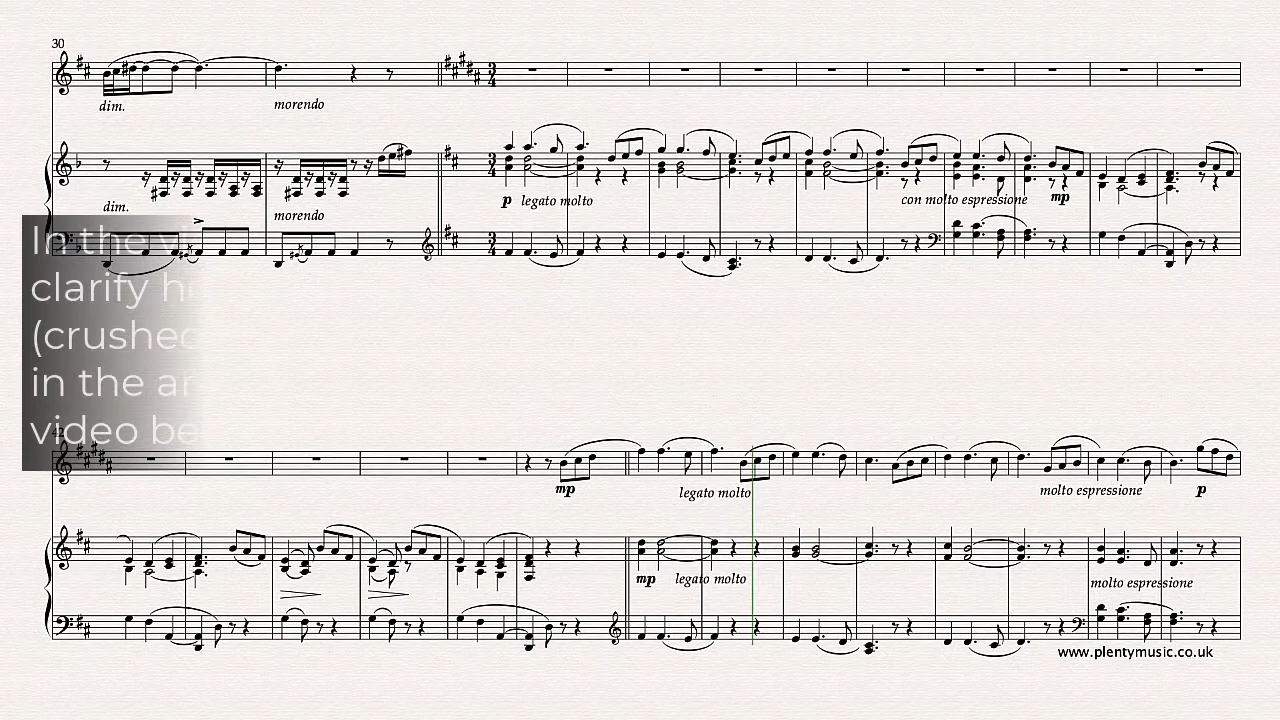 30
dim.
morendo
dim.
morendo
p legato molto
con molto espressione
mp
In the vi
clarify h
(crushed
in the ar
video be
mp
legato molto
molto espressione
p
mp legato molto
molto espressione
www.plentymusic.co.uk